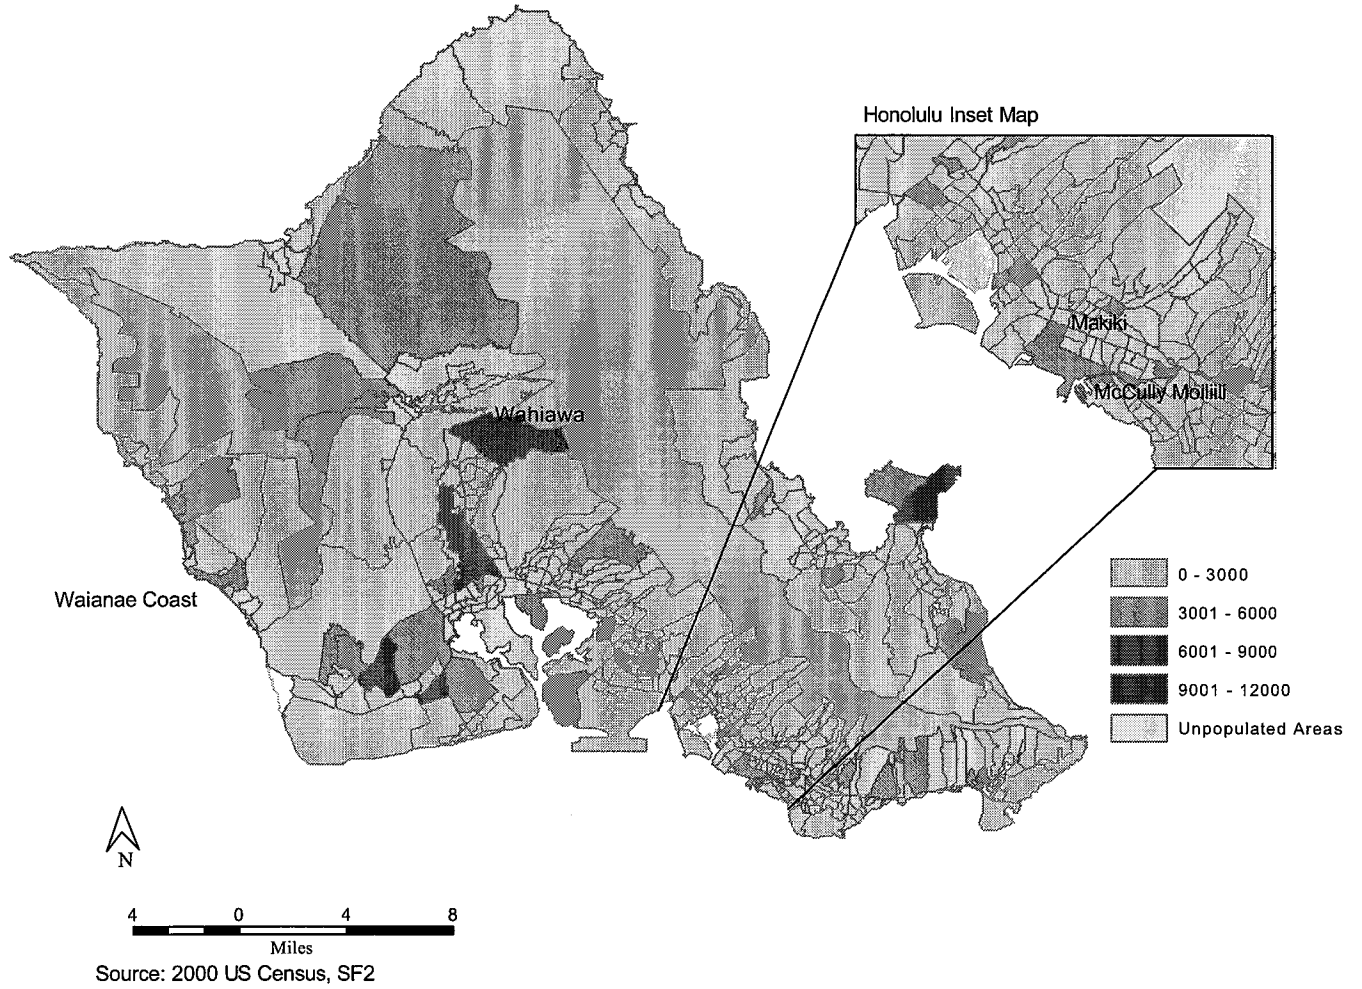 Honolulu Inset Map
Makiki
McCully Moiliili
Wahiawa
Waianae Coast
0 - 3000
3001 - 6000
6001 - 9000
9001 - 12000
Unpopulated Areas
N
4 0 4 8
Miles
Source: 2000 US Census, SF2